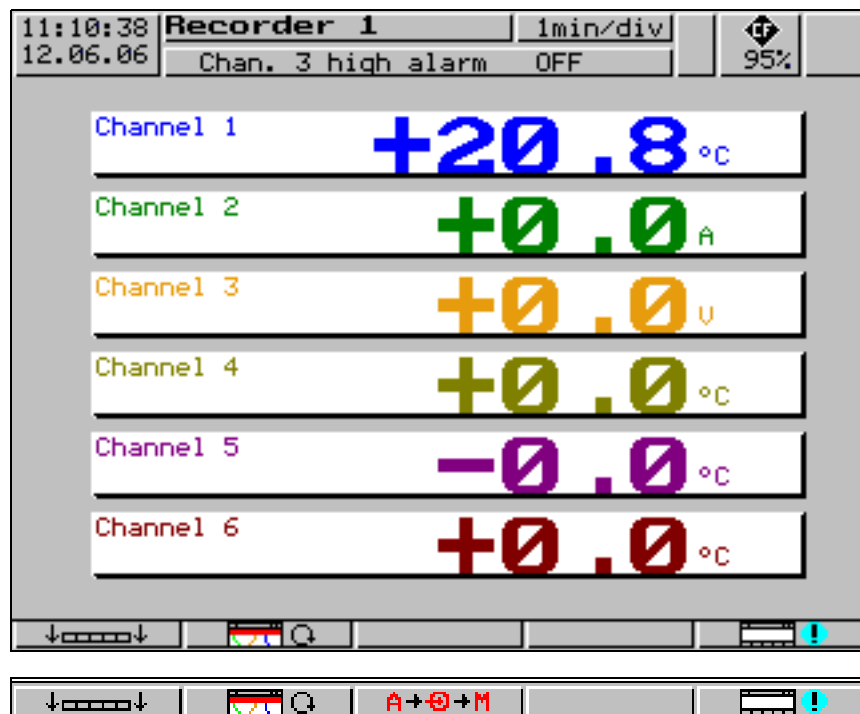 11:10:38 Recorder 1 1min/div CF
12.06.06 Chan. 3 high alarm OFF 95%
Channel 1 +20.8 °C
Channel 2 +0.0 A
Channel 3 +0.0 V
Channel 4 +0.0 °C
Channel 5 -0.0 °C
Channel 6 +0.0 °C
!
A→→M !